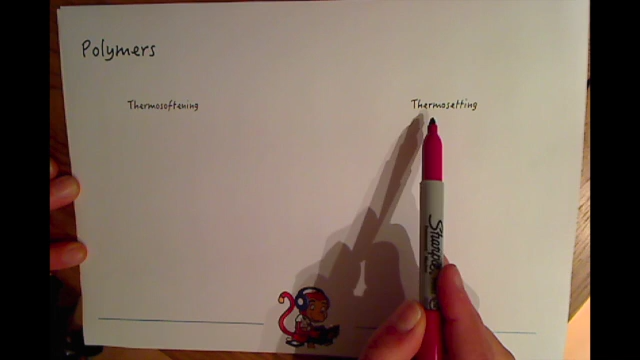 Polymers
Thermosoftening
Thermosetting
Sharpie